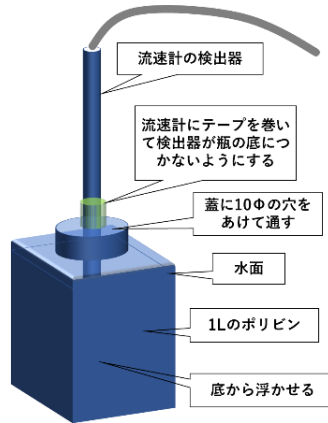 流速計の検出器
流速計にテープを巻い
て検出器が瓶の底につ
かないようにする
蓋に10Φの穴を
あけて通す
水面
1Lのポリビン
底から浮かせる